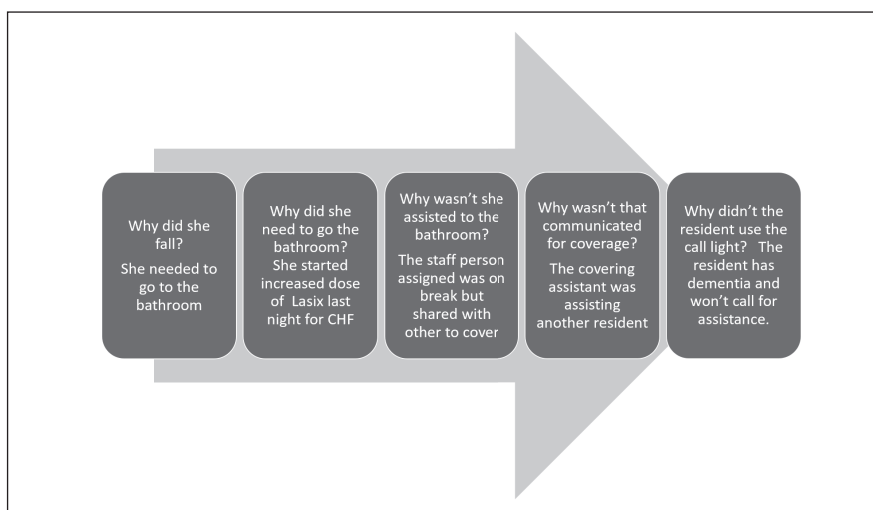 Why did she
fall?
She needed to
go to the
bathroom
Why did she
need to go the
bathroom?
She started
increased dose
of Lasix last
night for CHF
Why wasn't she
assisted to the
bathroom?
The staff person
assigned was on
break but
shared with
other to cover
Why wasn't that
communicated
for coverage?
The covering
assistant was
assisting
another resident
Why didn't the
resident use the
call light? The
resident has
dementia and
won't call for
assistance.